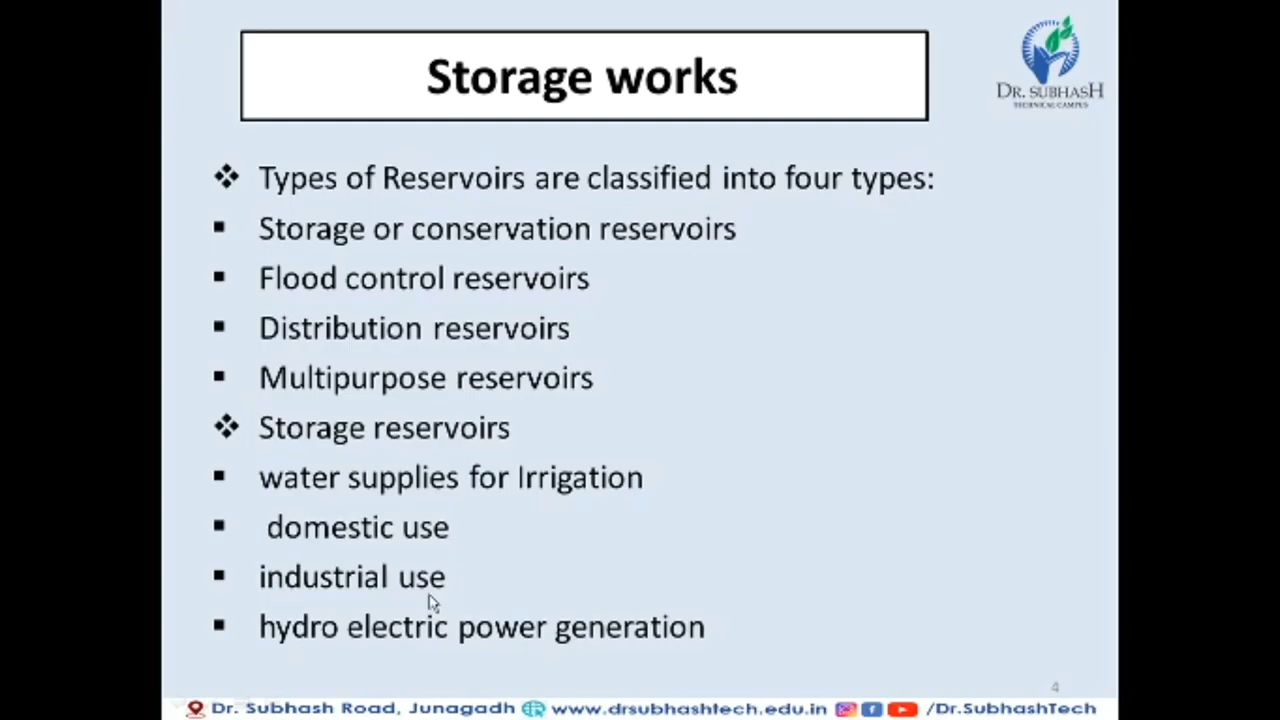 Storage works
DR. SUBHASH
TECHNICAL CAMPUS
❖ Types of Reservoirs are classified into four types:
▪ Storage or conservation reservoirs
▪ Flood control reservoirs
▪ Distribution reservoirs
▪ Multipurpose reservoirs
❖ Storage reservoirs
▪ water supplies for Irrigation
▪ domestic use
▪ industrial use
▪ hydro electric power generation
4
Dr. Subhash Road, Junagadh www.drsubhashtech.edu.in /Dr.SubhashTech